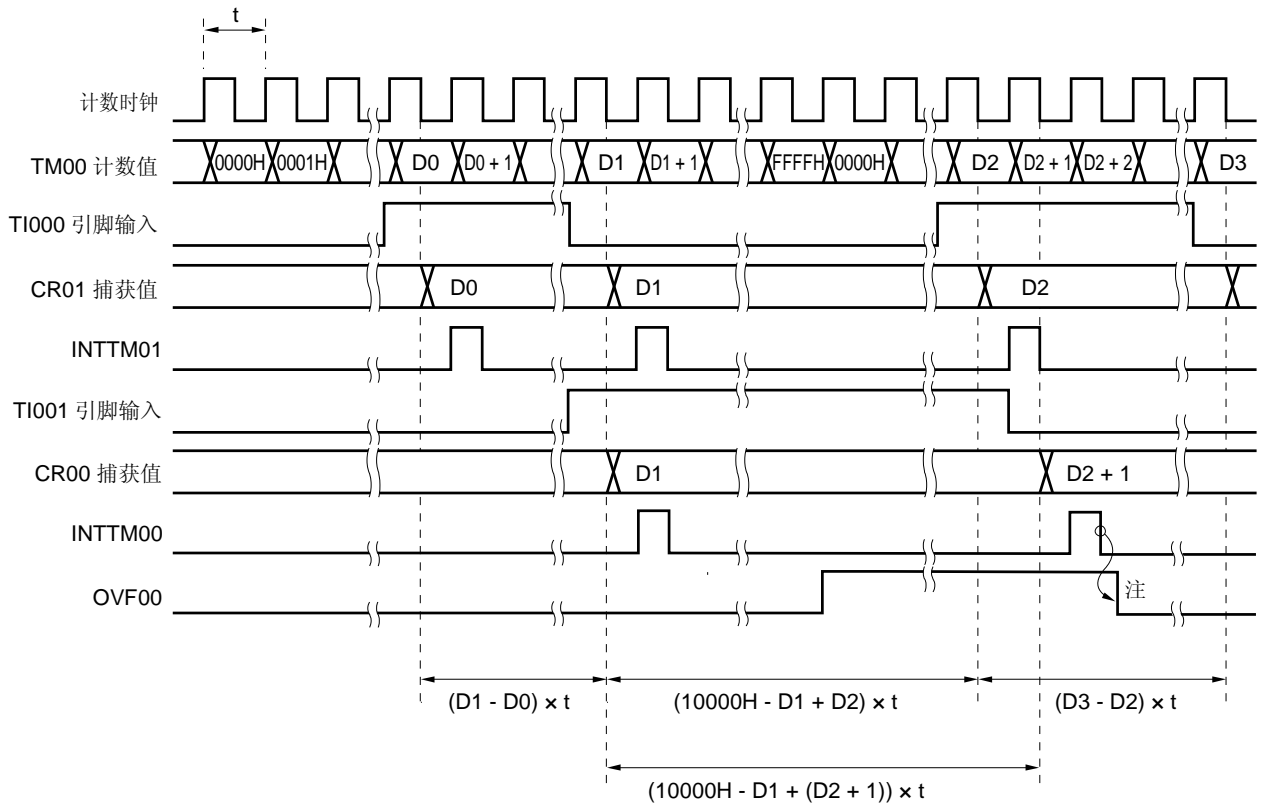 t
计数时钟
TM00 计数值 0000H 0001H D0 D0 + 1 D1 D1 + 1 FFFFH 0000H D2 D2 + 1 D2 + 2 D3
TI000 引脚输入
CR01 捕获值 D0 D1 D2
INTTM01
TI001 引脚输入
CR00 捕获值 D1 D2 + 1
INTTM00
OVF00 注
(D1 - D0) × t (10000H - D1 + D2) × t (D3 - D2) × t
(10000H - D1 + (D2 + 1)) × t